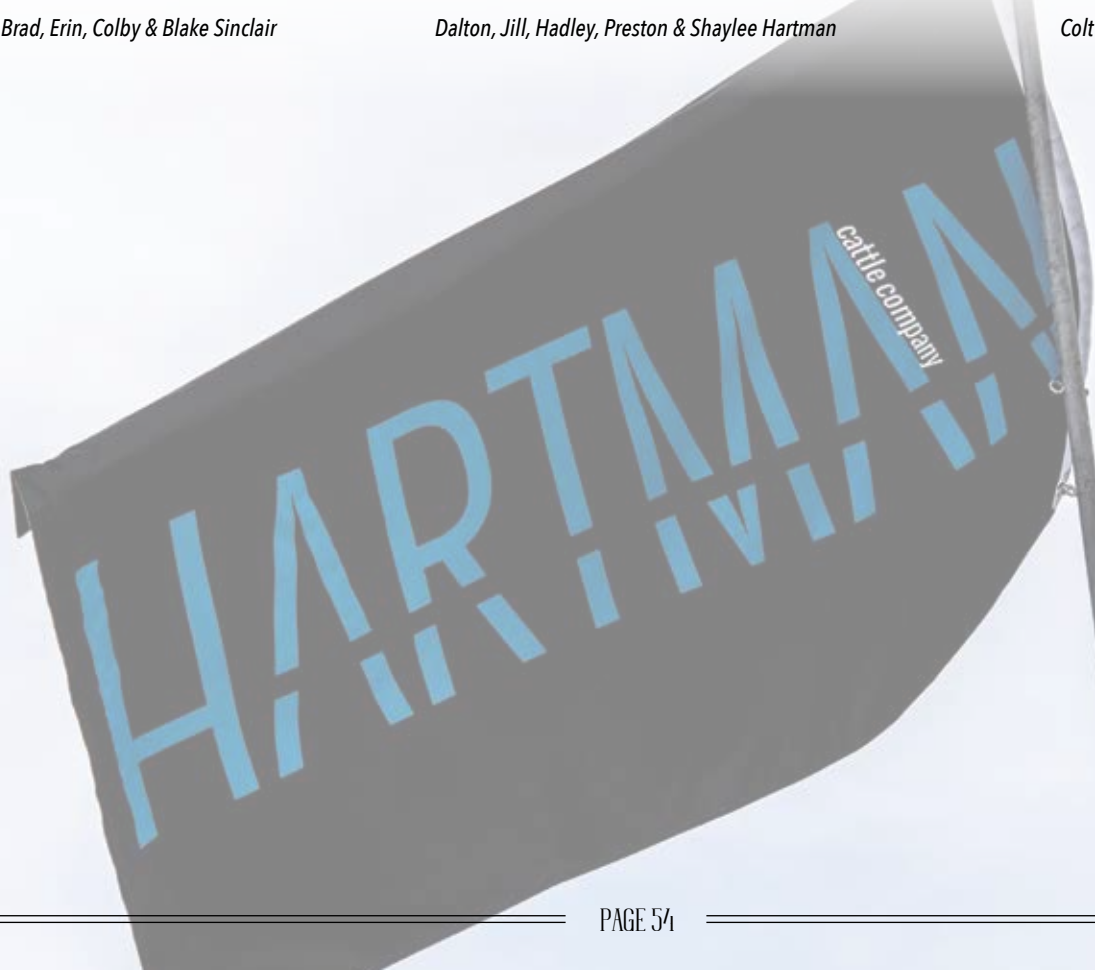 Brad, Erin, Colby & Blake Sinclair
Dalton, Jill, Hadley, Preston & Shaylee Hartman
Colt
HARTMAN
cattle company
PAGE 54